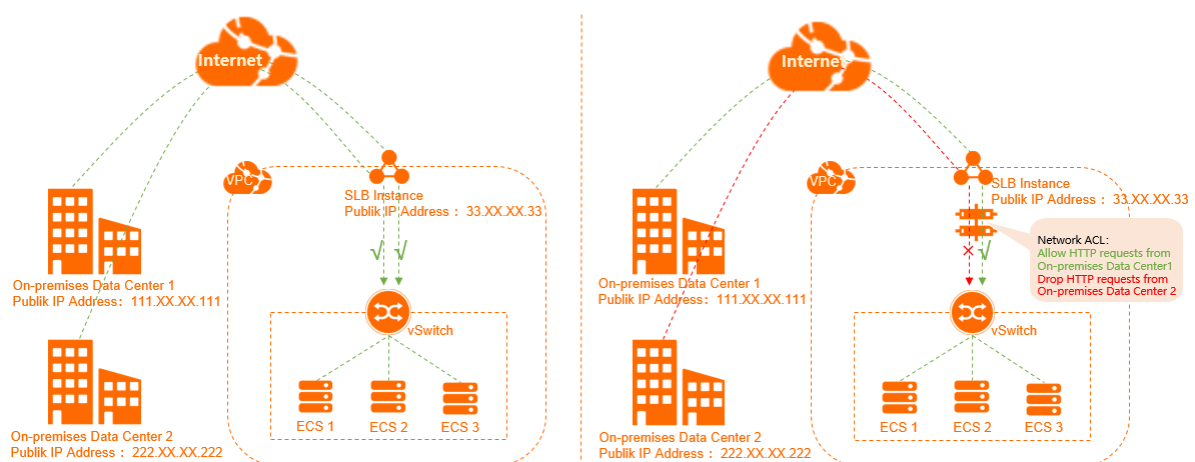 Internet
VPC
SLB Instance
Publik IP Address： 33.XX.XX.33
√ √
On-premises Data Center 1
Publik IP Address：111.XX.XX.111
vSwitch
ECS 1 ECS 2 ECS 3
On-premises Data Center 2
Publik IP Address： 222.XX.XX.222
Internet
VPC
SLB Instance
Publik IP Address： 33.XX.XX.33
Network ACL:
Allow HTTP requests from
On-premises Data Center1
Drop HTTP requests from
On-premises Data Center 2
× √
On-premises Data Center 1
Publik IP Address：111.XX.XX.111
vSwitch
ECS 1 ECS 2 ECS 3
On-premises Data Center 2
Publik IP Address： 222.XX.XX.222